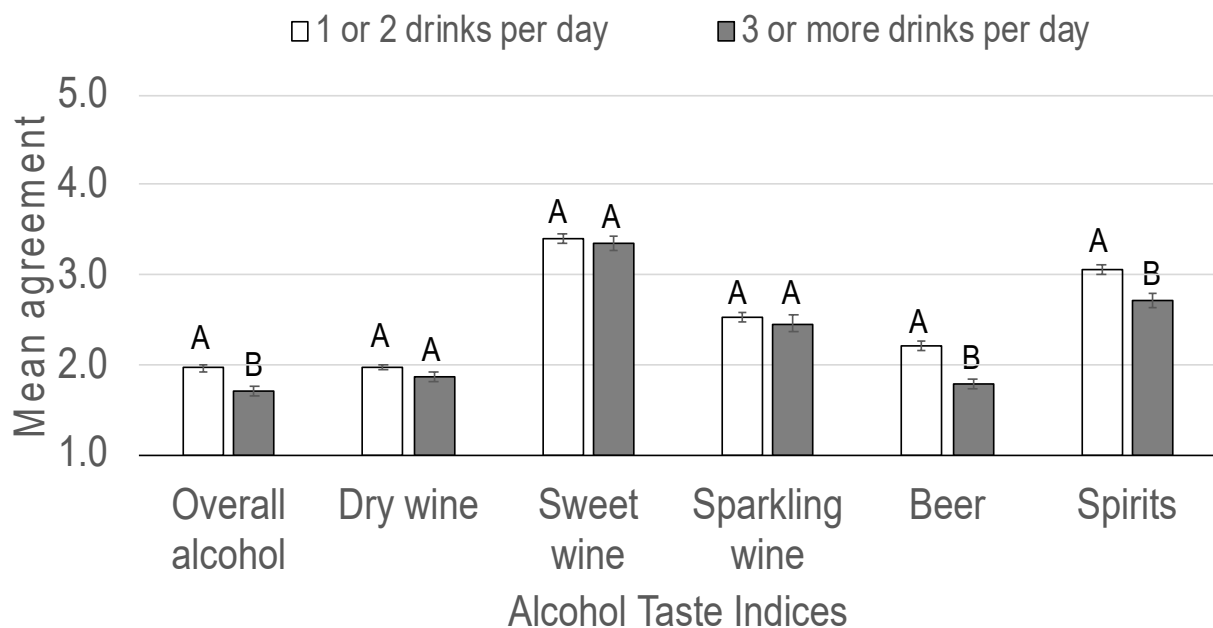 1 or 2 drinks per day
3 or more drinks per day
Mean agreement
5.0
4.0
3.0
2.0
1.0
A
B
A
A
A
A
A
A
A
B
A
B
Overall
alcohol
Dry wine
Sweet
wine
Sparkling
wine
Beer
Spirits
Alcohol Taste Indices